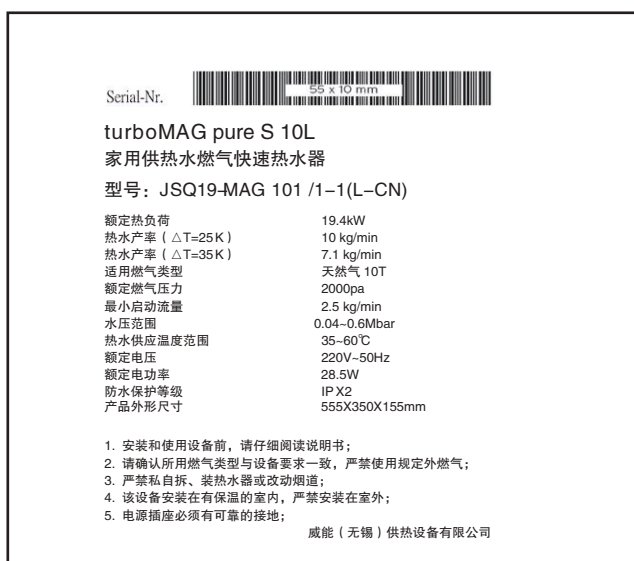 55 x 10 mm
Serial-Nr.
turboMAG pure S 10L
家用供热水燃气快速热水器
型号：JSQ19-MAG 101 /1-1(L-CN)
额定热负荷 19.4kW
热水产率（△T=25K） 10 kg/min
热水产率（△T=35K） 7.1 kg/min
适用燃气类型 天然气 10T
额定燃气压力 2000pa
最小启动流量 2.5 kg/min
水压范围 0.04~0.6Mbar
热水供应温度范围 35~60℃
额定电压 220V~50Hz
额定电功率 28.5W
防水保护等级 IPX2
产品外形尺寸 555X350X155mm
1. 安装和使用设备前，请仔细阅读说明书；
2. 请确认所用燃气类型与设备要求一致，严禁使用规定外燃气；
3. 严禁私自拆、装热水器或改动烟道；
4. 该设备安装在有保温的室内，严禁安装在室外；
5. 电源插座必须有可靠的接地；
威能（无锡）供热设备有限公司